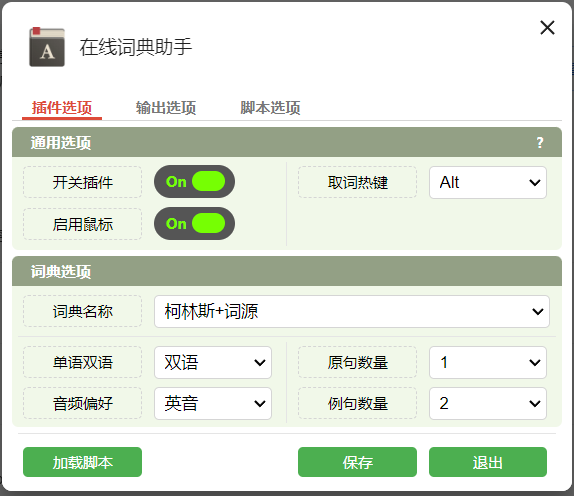 A
在线词典助手
插件选项 输出选项 脚本选项
通用选项 ?
开关插件 On 取词热键 Alt
启用鼠标 On
词典选项
词典名称 柯林斯+词源
单语双语 双语 原句数量 1
音频偏好 英音 例句数量 2
加载脚本 保存 退出